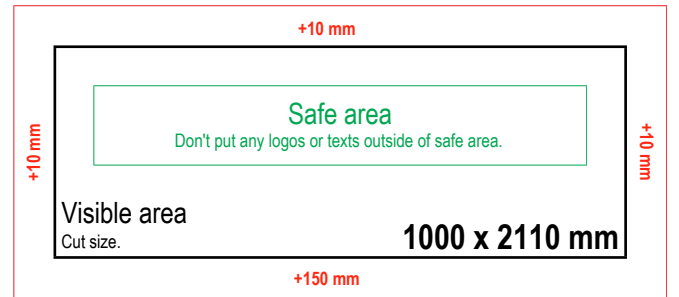 +10 mm
Safe area
Don't put any logos or texts outside of safe area.
+10 mm
+10 mm
Visible area
Cut size.
1000 x 2110 mm
+150 mm